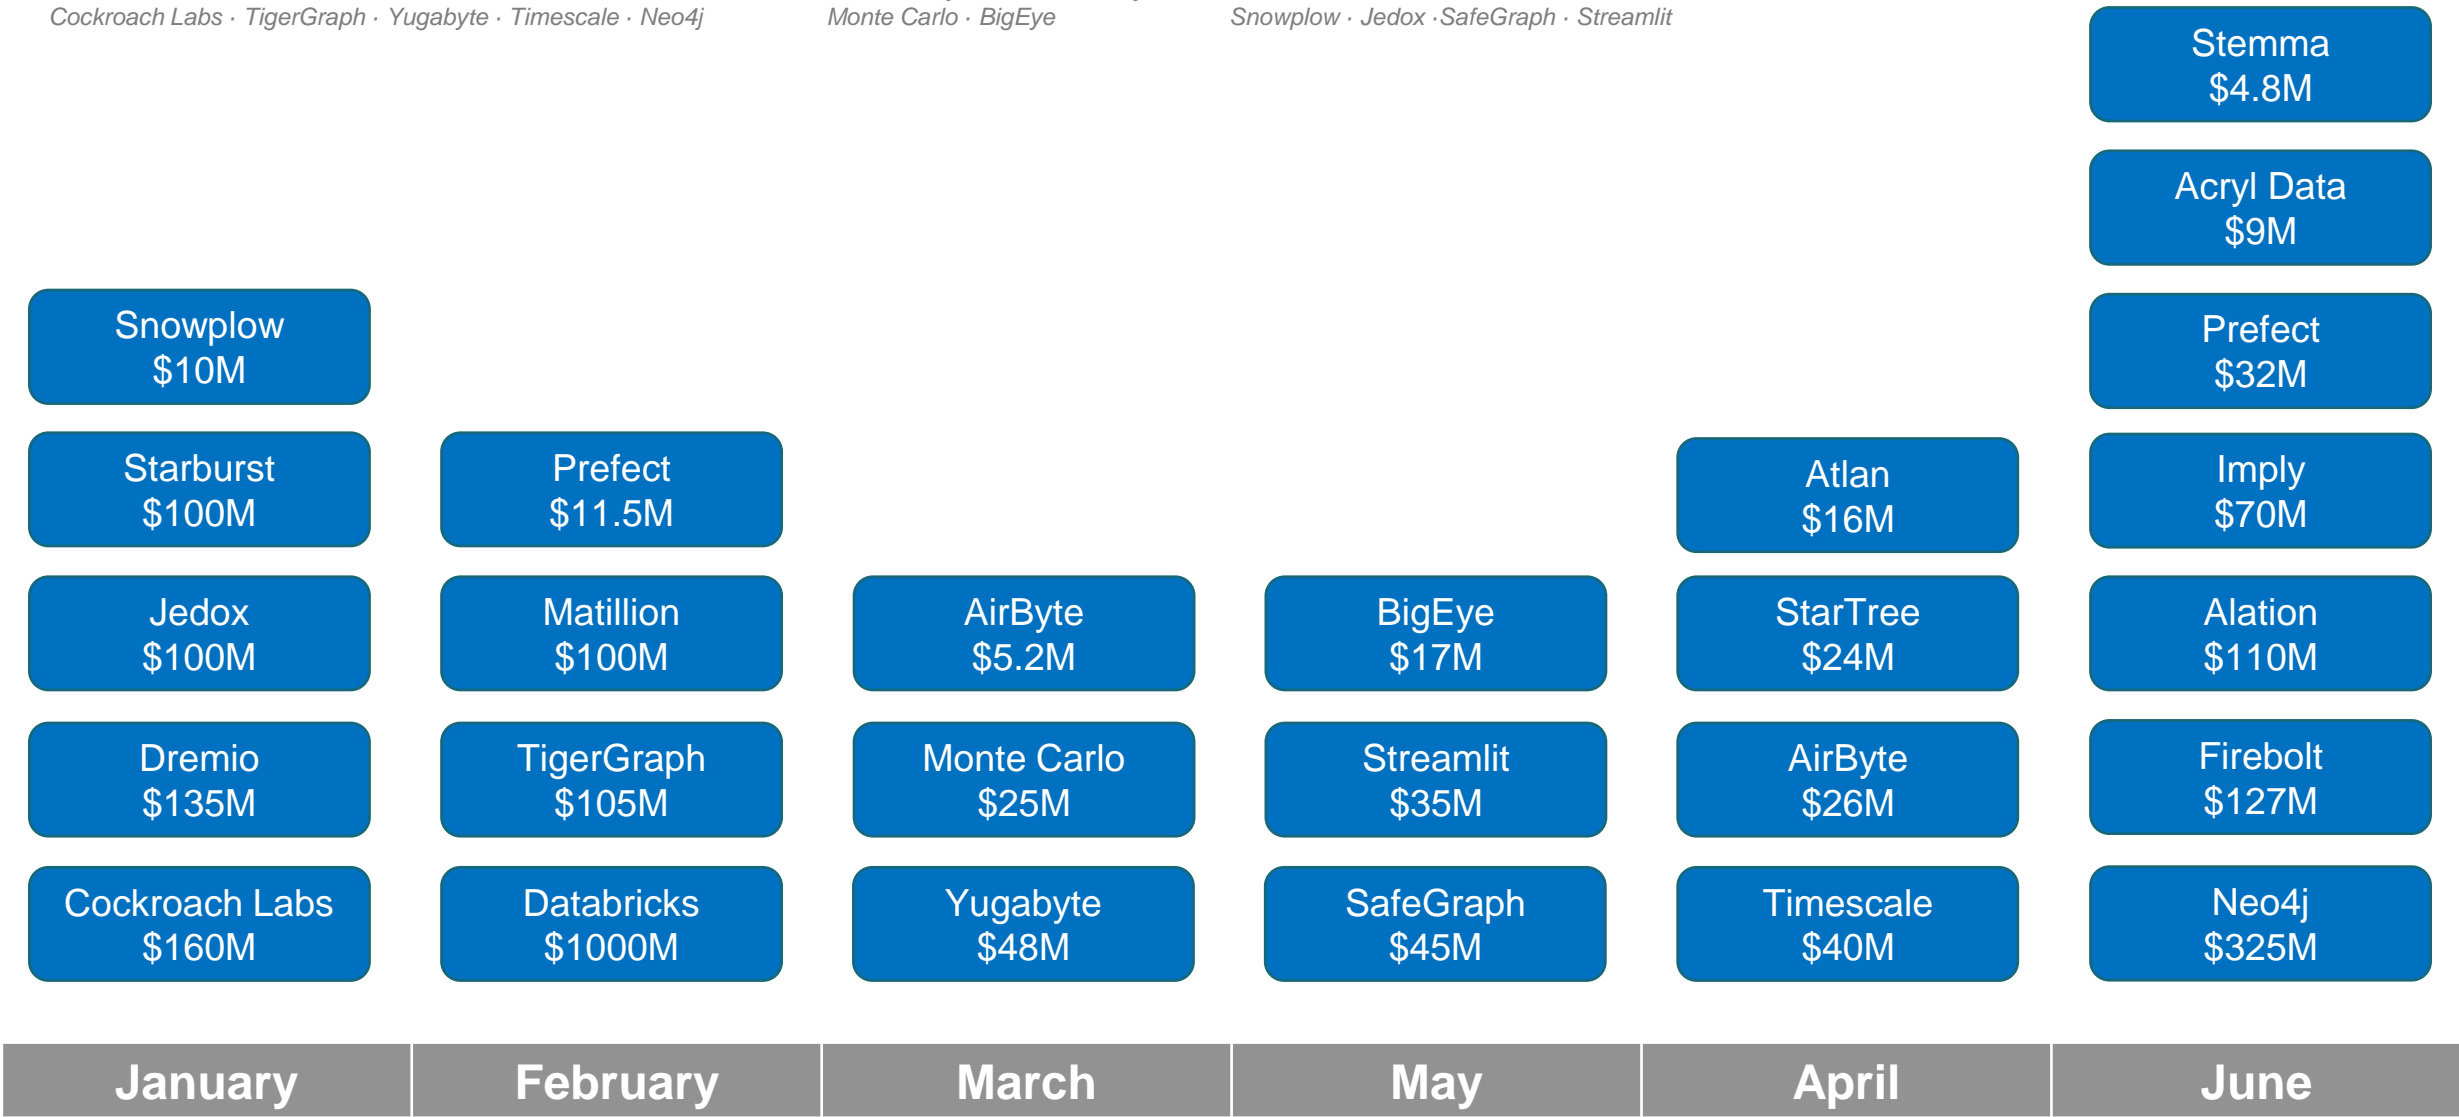 Cockroach Labs · TigerGraph · Yugabyte · Timescale · Neo4j
Monte Carlo · BigEye
Snowplow · Jedox ·SafeGraph · Streamlit
Snowplow
$10M
Starburst
$100M
Jedox
$100M
Dremio
$135M
Cockroach Labs
$160M
Prefect
$11.5M
Matillion
$100M
TigerGraph
$105M
Databricks
$1000M
AirByte
$5.2M
Monte Carlo
$25M
Yugabyte
$48M
BigEye
$17M
Streamlit
$35M
SafeGraph
$45M
Atlan
$16M
StarTree
$24M
AirByte
$26M
Timescale
$40M
Stemma
$4.8M
Acryl Data
$9M
Prefect
$32M
Imply
$70M
Alation
$110M
Firebolt
$127M
Neo4j
$325M
January
February
March
May
April
June